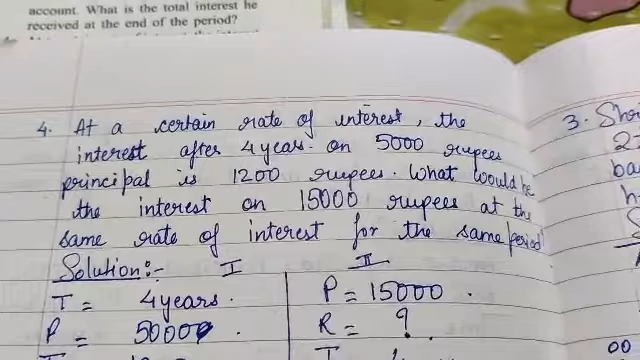 account. What is the total interest he
received at the end of the period?
4. At a certain rate of interest, the
interest after 4 years. on 5000 rupees
principal is 1200 rupees. What would be
the interest on 15000 rupees at the
same rate of interest for the same period
Solution:- I II
T = 4 years.
P = 5000.
P = 15000.
R = ?
3. Sho
ba
h
00